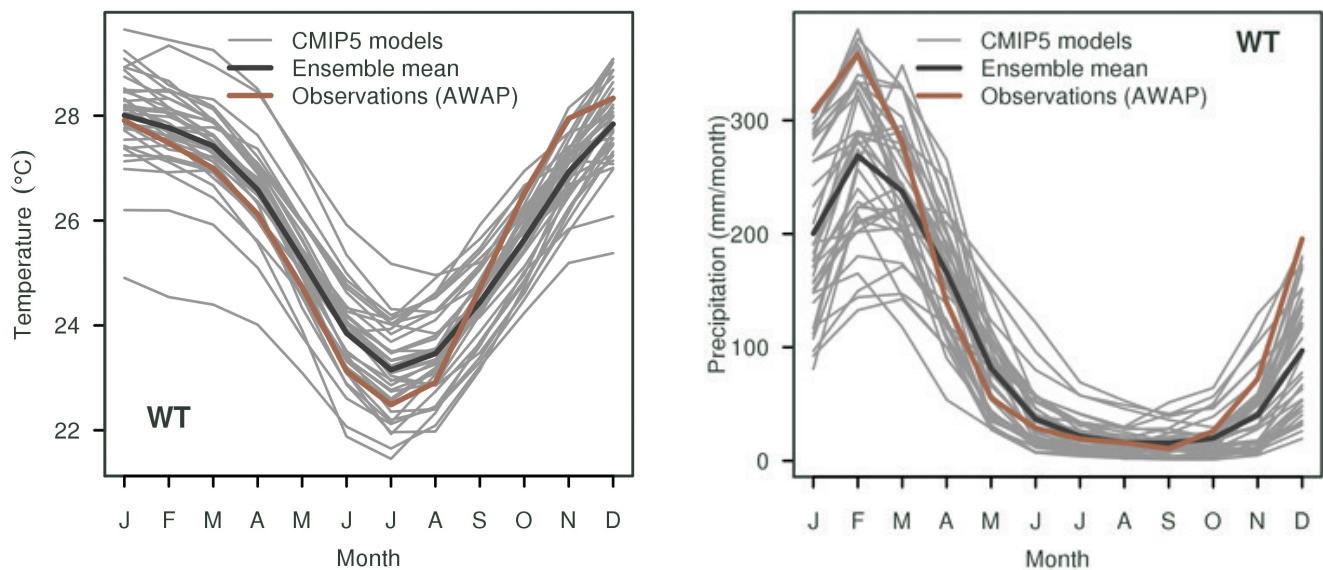 CMIP5 models
Ensemble mean
Observations (AWAP)
28
26
24
22
Temperature (°C)
WT
J F M A M J J A S O N D
Month
WT
CMIP5 models
Ensemble mean
Observations (AWAP)
300
200
100
0
Precipitation (mm/month)
J F M A M J J A S O N D
Month